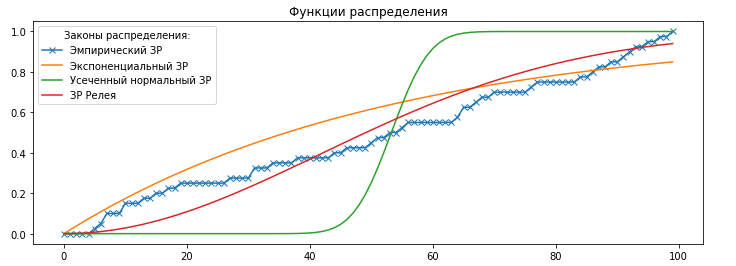 Функции распределения
Законы распределения:
Эмпирический ЗР
Экспоненциальный ЗР
Усеченный нормальный ЗР
ЗР Релея
1.0
0.8
0.6
0.4
0.2
0.0
0 20 40 60 80 100